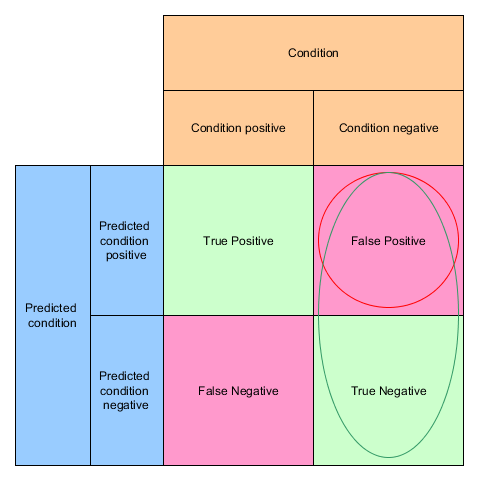 Condition
Condition positive
Condition negative
Predicted
condition
Predicted
condition
positive
True Positive
False Positive
Predicted
condition
negative
False Negative
True Negative